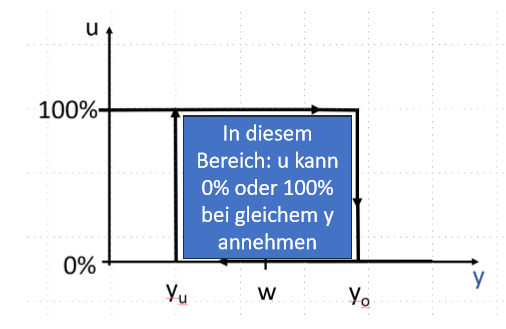 u
100%
In diesem
Bereich: u kann
0% oder 100%
bei gleichem y
annehmen
0%
y
yu w yo